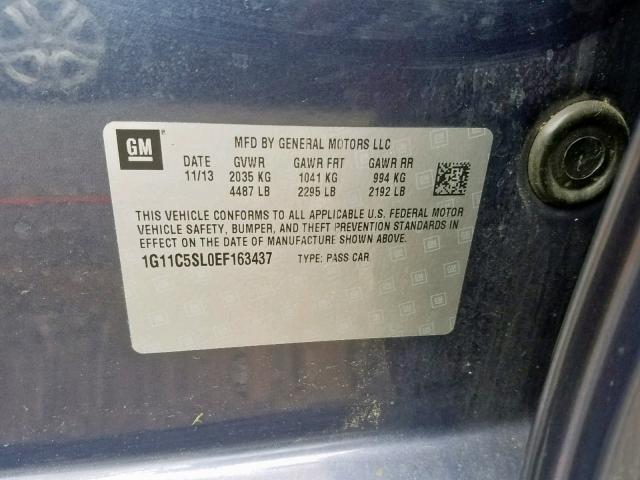 GM
MFD BY GENERAL MOTORS LLC
DATE GVWR GAWR FRT GAWR RR
11/13 2035 KG 1041 KG 994 KG
4487 LB 2295 LB 2192 LB
THIS VEHICLE CONFORMS TO ALL APPLICABLE U.S. FEDERAL MOTOR
VEHICLE SAFETY, BUMPER, AND THEFT PREVENTION STANDARDS IN
EFFECT ON THE DATE OF MANUFACTURE SHOWN ABOVE.
1G11C5SL0EF163437 TYPE: PASS CAR